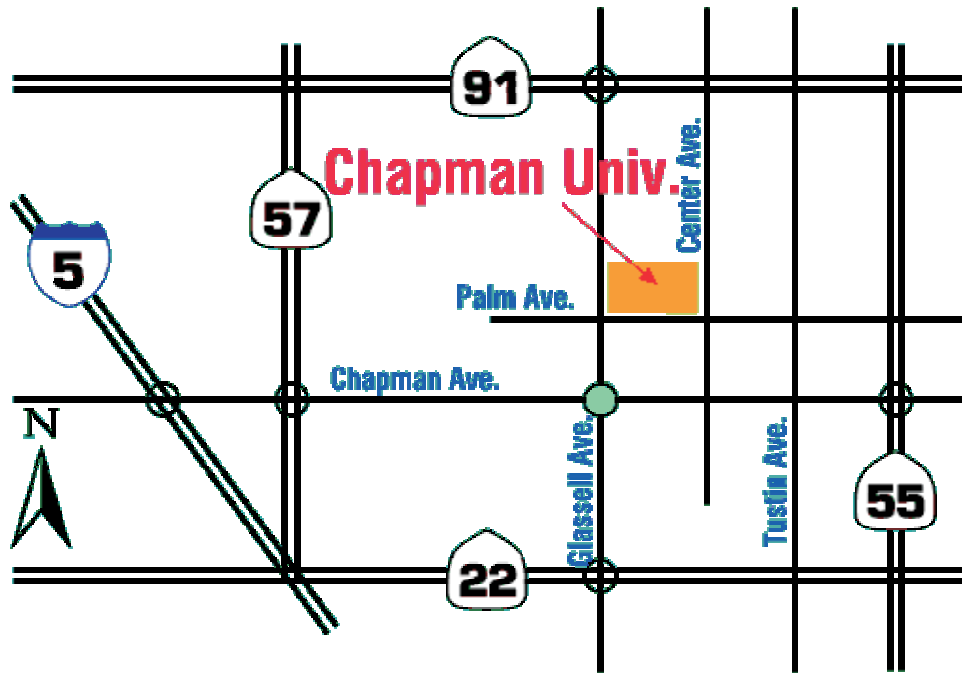 91
Chapman Univ.
Center Ave.
57
5
Palm Ave.
Chapman Ave.
N
Glassell Ave.
Tustin Ave.
55
22